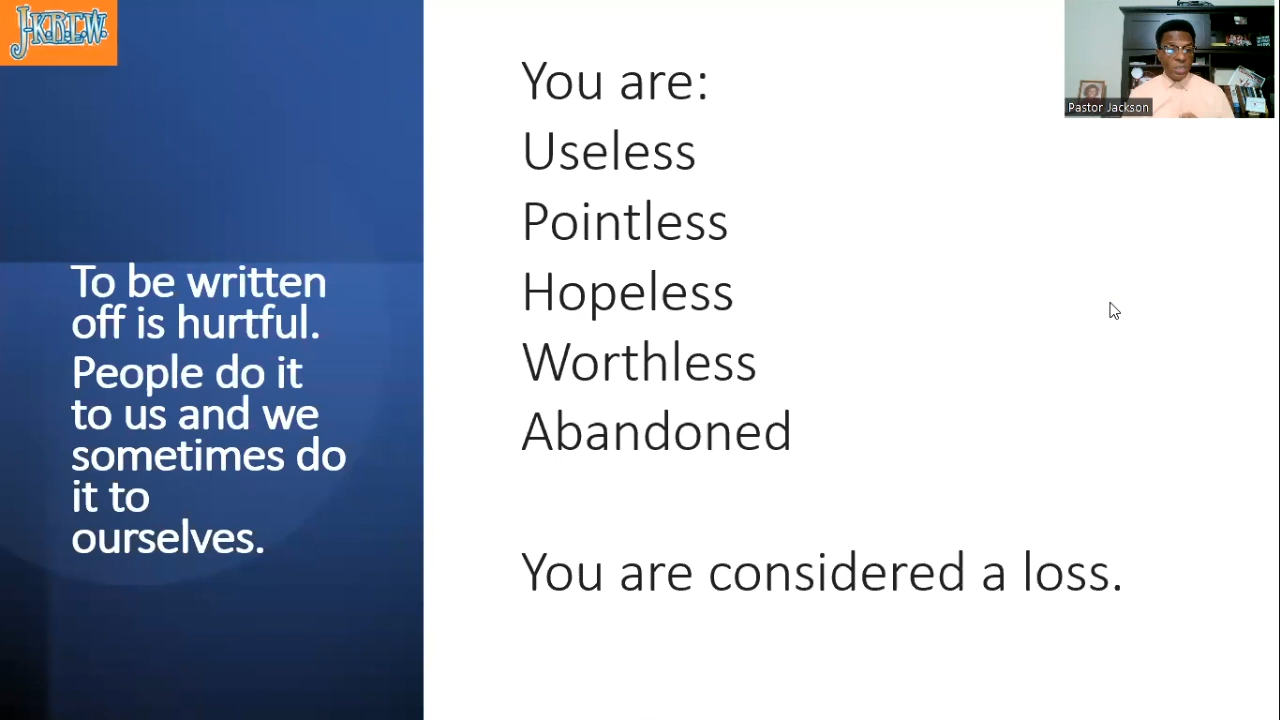 J-K.R.E.W.
To be written
off is hurtful.
People do it
to us and we
sometimes do
it to
ourselves.
You are:
Useless
Pointless
Hopeless
Worthless
Abandoned
You are considered a loss.
Pastor Jackson